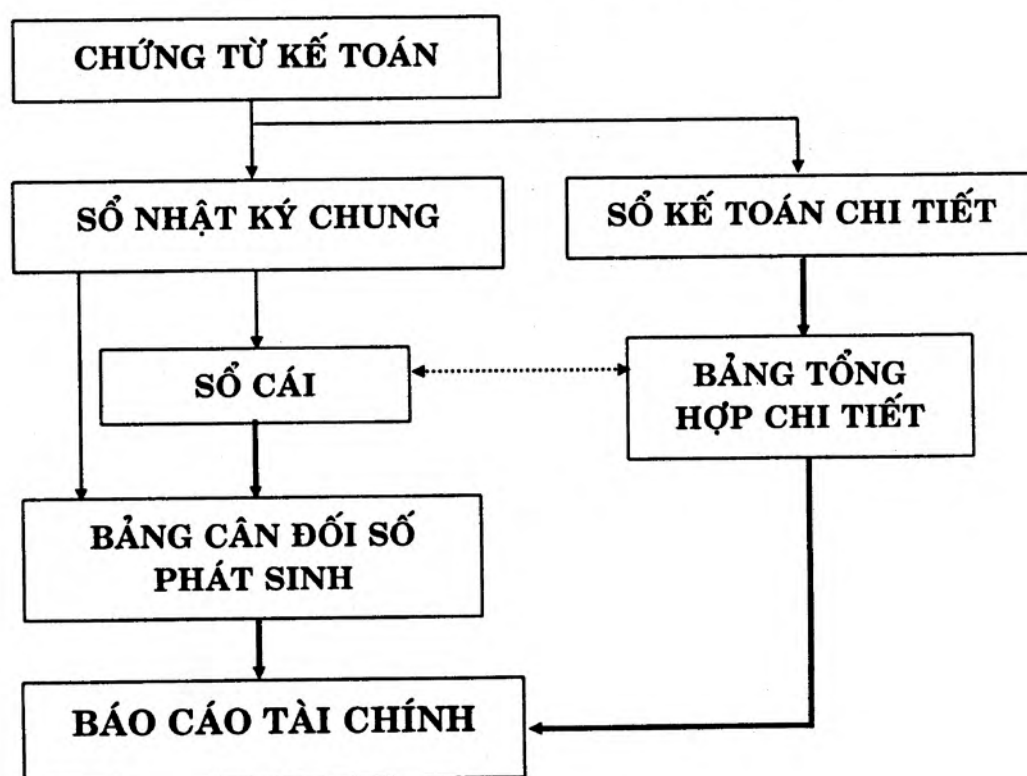 CHỨNG TỪ KẾ TOÁN
SỔ NHẬT KÝ CHUNG
SỔ KẾ TOÁN CHI TIẾT
SỔ CÁI
BẢNG TỔNG
HỢP CHI TIẾT
BẢNG CÂN ĐỐI SỐ
PHÁT SINH
BÁO CÁO TÀI CHÍNH